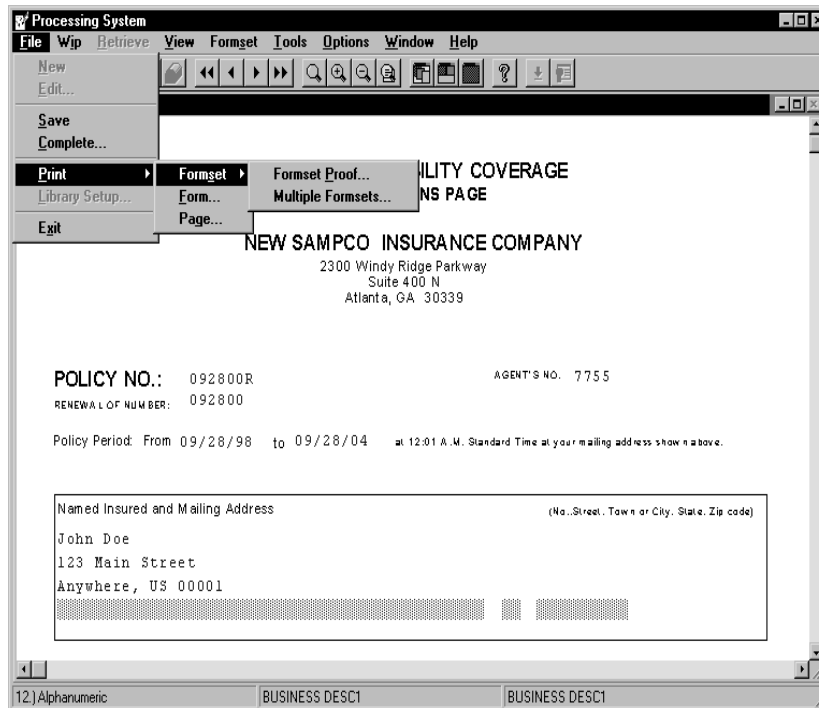 Processing System
File Wip Retrieve View Formset Tools Options Window Help
New
Edit...
Save
Complete...
Print
Library Setup...
Exit
Formset
Form...
Page...
Formset Proof...
Multiple Formsets...
ILITY COVERAGE
NS PAGE
NEW SAMPCO INSURANCE COMPANY
2300 Windy Ridge Parkway
Suite 400 N
Atlanta, GA 30339
POLICY NO.: 092800R AGENT'S NO. 7755
RENEWAL OF NUMBER: 092800
Policy Period: From 09/28/98 to 09/28/04 at 12:01 A.M. Standard Time at your mailing address shown above.
Named Insured and Mailing Address (No.,Street, Town or City, State, Zip code)
John Doe
123 Main Street
Anywhere, US 00001
12.) Alphanumeric BUSINESS DESC1 BUSINESS DESC1